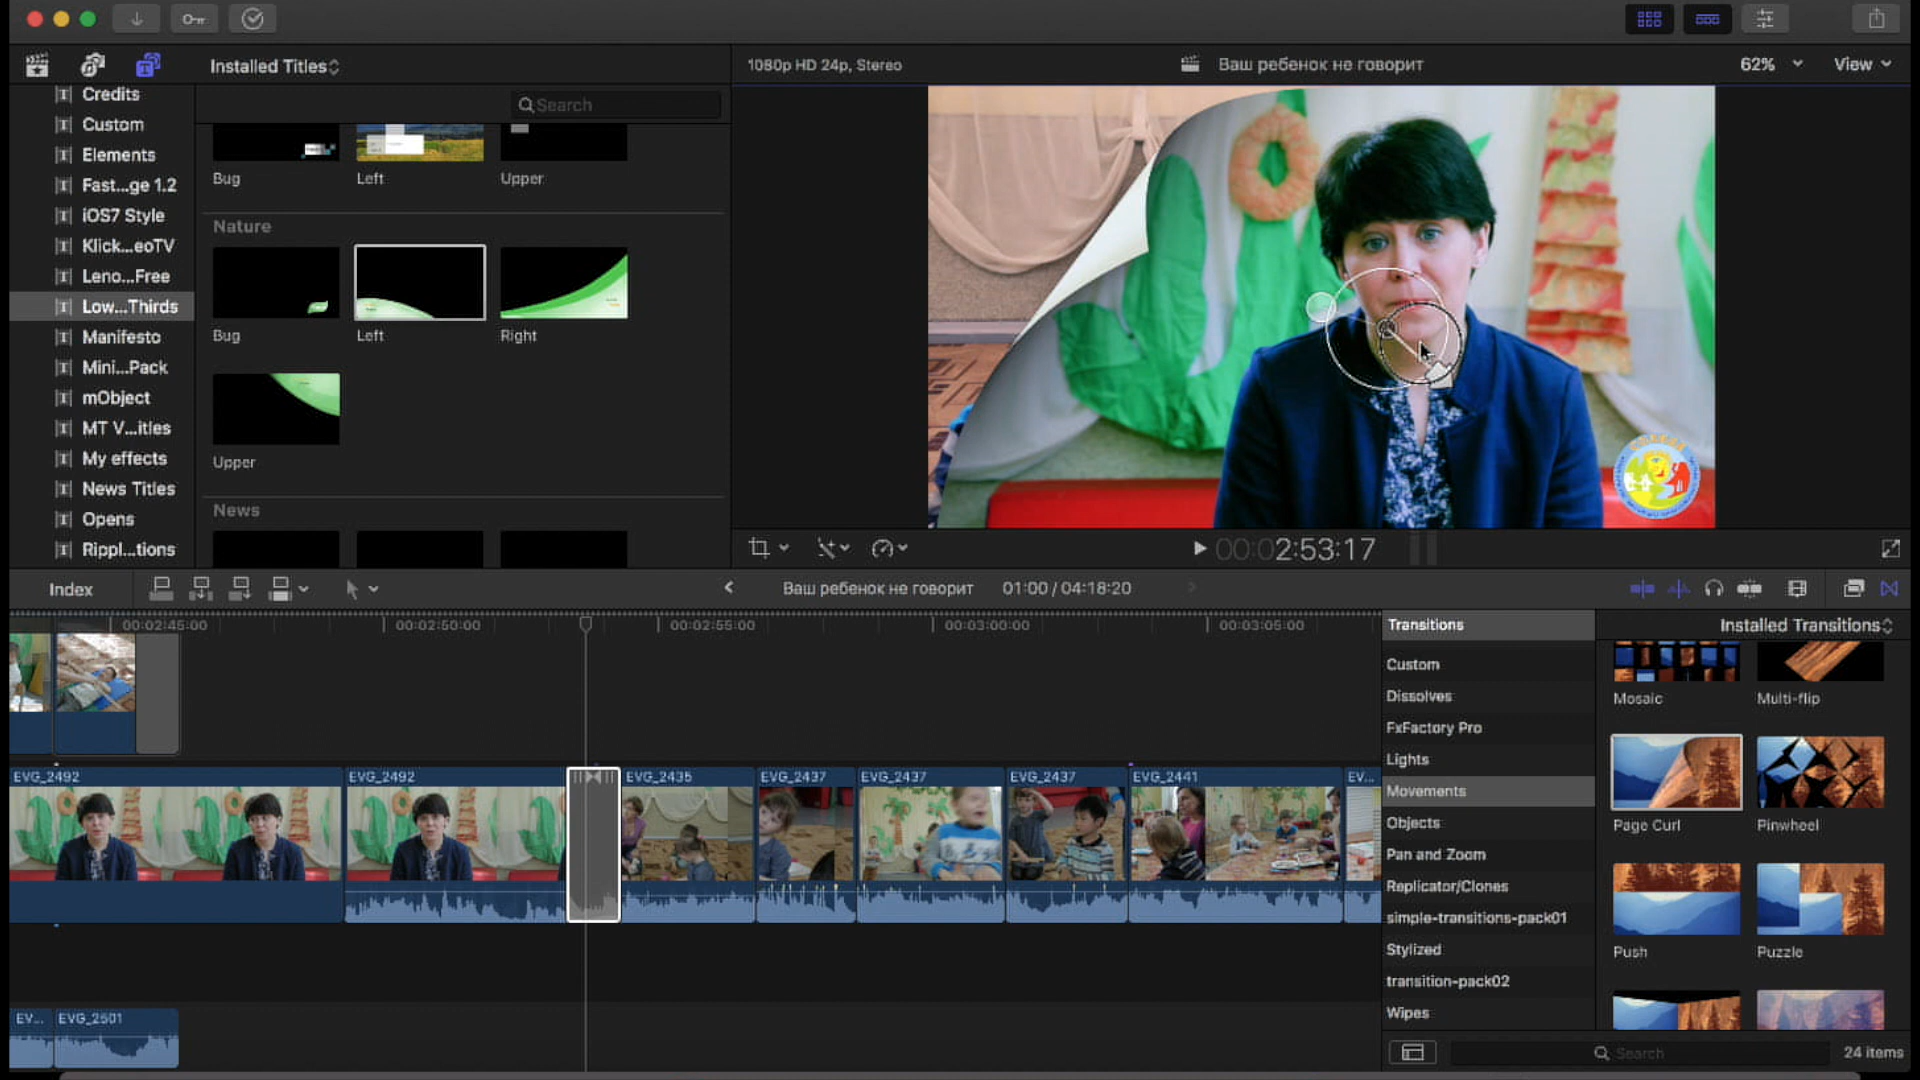 Installed Titles
1080p HD 24p, Stereo
Ваш ребенок не говорит
62%
View
Credits
Custom
Elements
Fast...ge 1.2
iOS7 Style
Klick...eoTV
Leno...Free
Low...Thirds
Manifesto
Mini...Pack
mObject
MT V...itles
My effects
News Titles
Opens
Rippl...tions
Search
Bug
Left
Upper
Nature
Bug
Left
Right
Upper
News
00:02:53:17
Index
Ваш ребенок не говорит
01:00 / 04:18:20
00:02:45:00
00:02:50:00
00:02:55:00
00:03:00:00
00:03:05:00
EVG_2492
EVG_2492
EVG_2435
EVG_2437
EVG_2437
EVG_2437
EVG_2441
EV...
EV...
EVG_2501
Transitions
Custom
Dissolves
FxFactory Pro
Lights
Movements
Objects
Pan and Zoom
Replicator/Clones
simple-transitions-pack01
Stylized
transition-pack02
Wipes
Installed Transitions
Mosaic
Multi-flip
Page Curl
Pinwheel
Push
Puzzle
Search
24 items